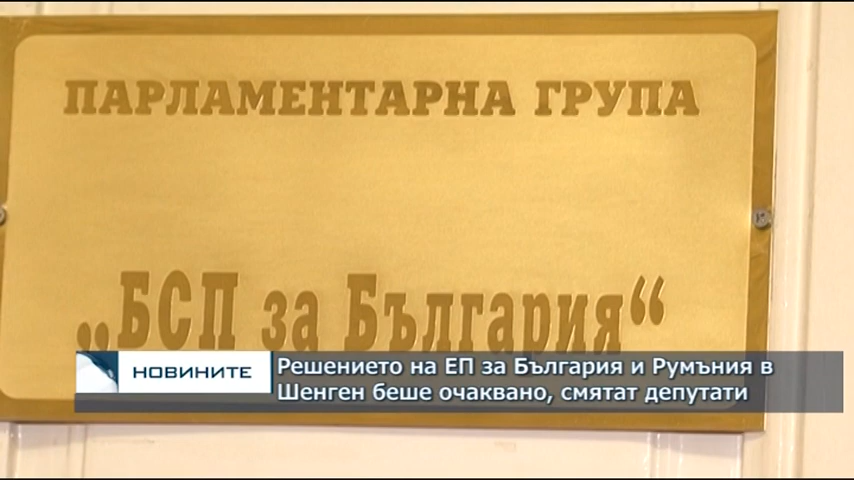 ПАРЛАМЕНТАРНА ГРУПА
„БСП за България“
НОВИНИТЕ
Решението на ЕП за България и Румъния в
Шенген беше очаквано, смятат депутати